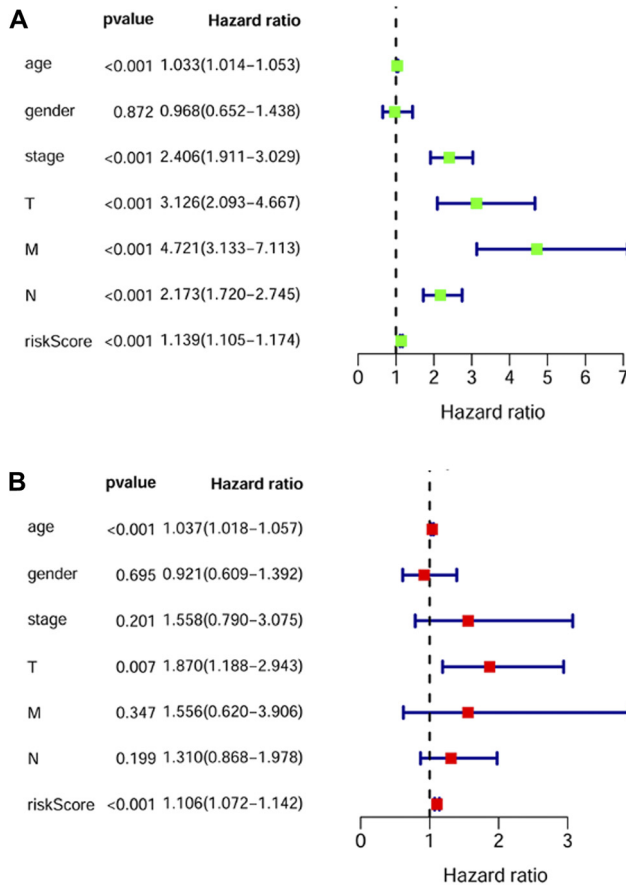 A
pvalue Hazard ratio
age <0.001 1.033(1.014−1.053)
gender 0.872 0.968(0.652−1.438)
stage <0.001 2.406(1.911−3.029)
T <0.001 3.126(2.093−4.667)
M <0.001 4.721(3.133−7.113)
N <0.001 2.173(1.720−2.745)
riskScore <0.001 1.139(1.105−1.174)
0 1 2 3 4 5 6 7
Hazard ratio
B
pvalue Hazard ratio
age <0.001 1.037(1.018−1.057)
gender 0.695 0.921(0.609−1.392)
stage 0.201 1.558(0.790−3.075)
T 0.007 1.870(1.188−2.943)
M 0.347 1.556(0.620−3.906)
N 0.199 1.310(0.868−1.978)
riskScore <0.001 1.106(1.072−1.142)
0 1 2 3
Hazard ratio